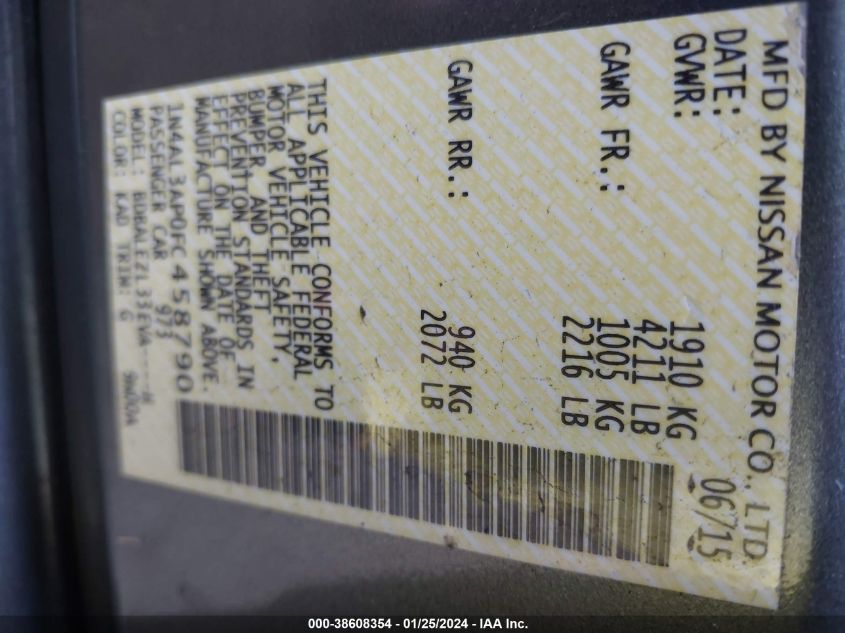 MFD BY NISSAN MOTOR CO., LTD.
DATE: 06/15
GVWR: 1910 KG
4211 LB
GAWR FR.: 1005 KG
2216 LB
GAWR RR.: 940 KG
2072 LB
THIS VEHICLE CONFORMS TO
ALL APPLICABLE FEDERAL
MOTOR VEHICLE SAFETY,
BUMPER AND THEFT
PREVENTION STANDARDS IN
EFFECT ON THE DATE OF
MANUFACTURE SHOWN ABOVE.
1N4AL3AP0FC458790
PASSENGER CAR 973
MODEL: BDBALEZL33EVA----
COLOR: KAD TRIM: G
000-38608354 - 01/25/2024 - IAA Inc.